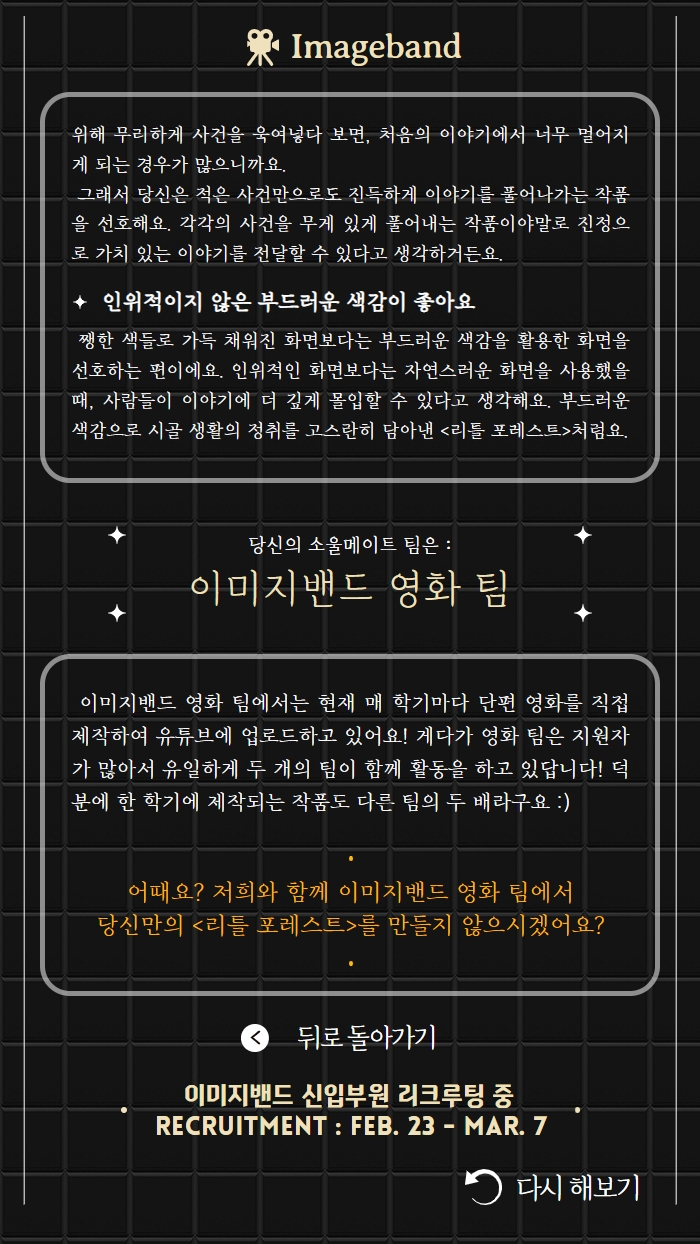 Imageband
위해 무리하게 사건을 욱여넣다 보면, 처음의 이야기에서 너무 멀어지
게 되는 경우가 많으니까요.
그래서 당신은 적은 사건만으로도 진득하게 이야기를 풀어나가는 작품
을 선호해요. 각각의 사건을 무게 있게 풀어내는 작품이야말로 진정으
로 가치 있는 이야기를 전달할 수 있다고 생각하거든요.
인위적이지 않은 부드러운 색감이 좋아요
쨍한 색들로 가득 채워진 화면보다는 부드러운 색감을 활용한 화면을
선호하는 편이에요. 인위적인 화면보다는 자연스러운 화면을 사용했을
때, 사람들이 이야기에 더 깊게 몰입할 수 있다고 생각해요. 부드러운
색감으로 시골 생활의 정취를 고스란히 담아낸 <리틀 포레스트>처럼요.
당신의 소울메이트 팀은 :
이미지밴드 영화 팀
이미지밴드 영화 팀에서는 현재 매 학기마다 단편 영화를 직접
제작하여 유튜브에 업로드하고 있어요! 게다가 영화 팀은 지원자
가 많아서 유일하게 두 개의 팀이 함께 활동을 하고 있답니다! 덕
분에 한 학기에 제작되는 작품도 다른 팀의 두 배라구요 :)
어때요? 저희와 함께 이미지밴드 영화 팀에서
당신만의 <리틀 포레스트>를 만들지 않으시겠어요?
뒤로 돌아가기
이미지밴드 신입부원 리크루팅 중
RECRUITMENT : FEB. 23 - MAR. 7
다시 해보기